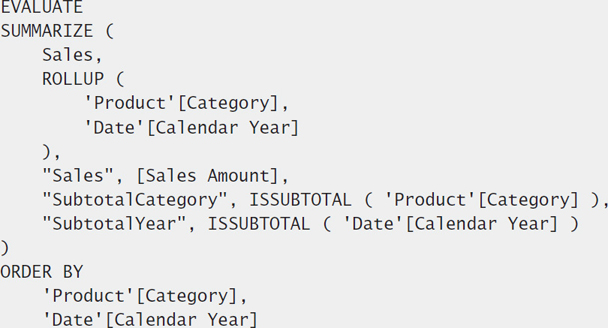 EVALUATE
SUMMARIZE (
    Sales,
    ROLLUP (
        'Product'[Category],
        'Date'[Calendar Year]
    ),
    "Sales", [Sales Amount],
    "SubtotalCategory", ISSUBTOTAL ( 'Product'[Category] ),
    "SubtotalYear", ISSUBTOTAL ( 'Date'[Calendar Year] )
)
ORDER BY
    'Product'[Category],
    'Date'[Calendar Year]